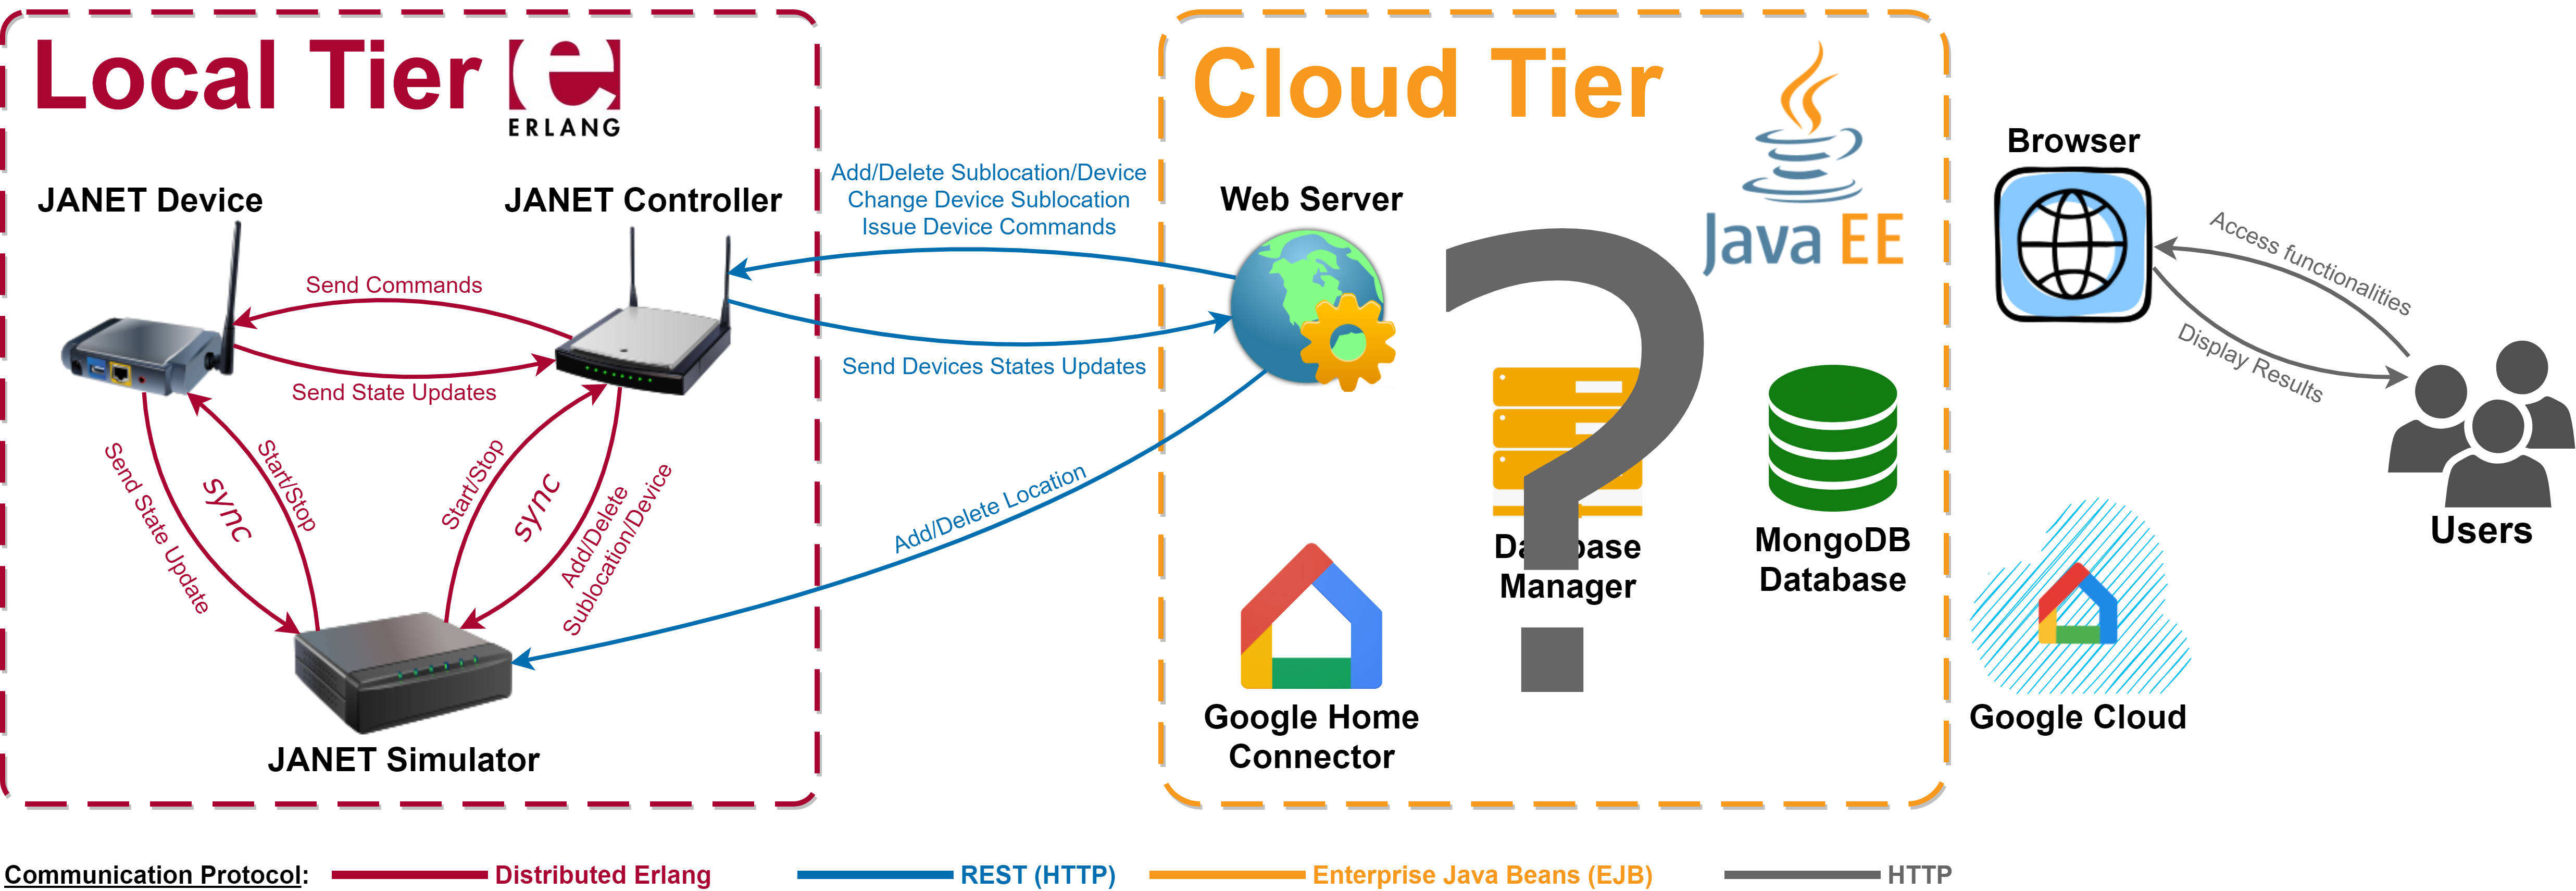 Local Tier
e
ERLANG
Cloud Tier
Java EE
JANET Device
JANET Controller
Send Commands
Send State Updates
Send State Update
sync
Start/Stop
Start/Stop
sync
Add/Delete
Sublocation/Device
JANET Simulator
Add/Delete Sublocation/Device
Change Device Sublocation
Issue Device Commands
Send Devices States Updates
Add/Delete Location
Web Server
?
Database
Manager
MongoDB
Database
Google Home
Connector
Browser
Access functionalities
Display Results
Users
Google Cloud
Communication Protocol:
Distributed Erlang
REST (HTTP)
Enterprise Java Beans (EJB)
HTTP